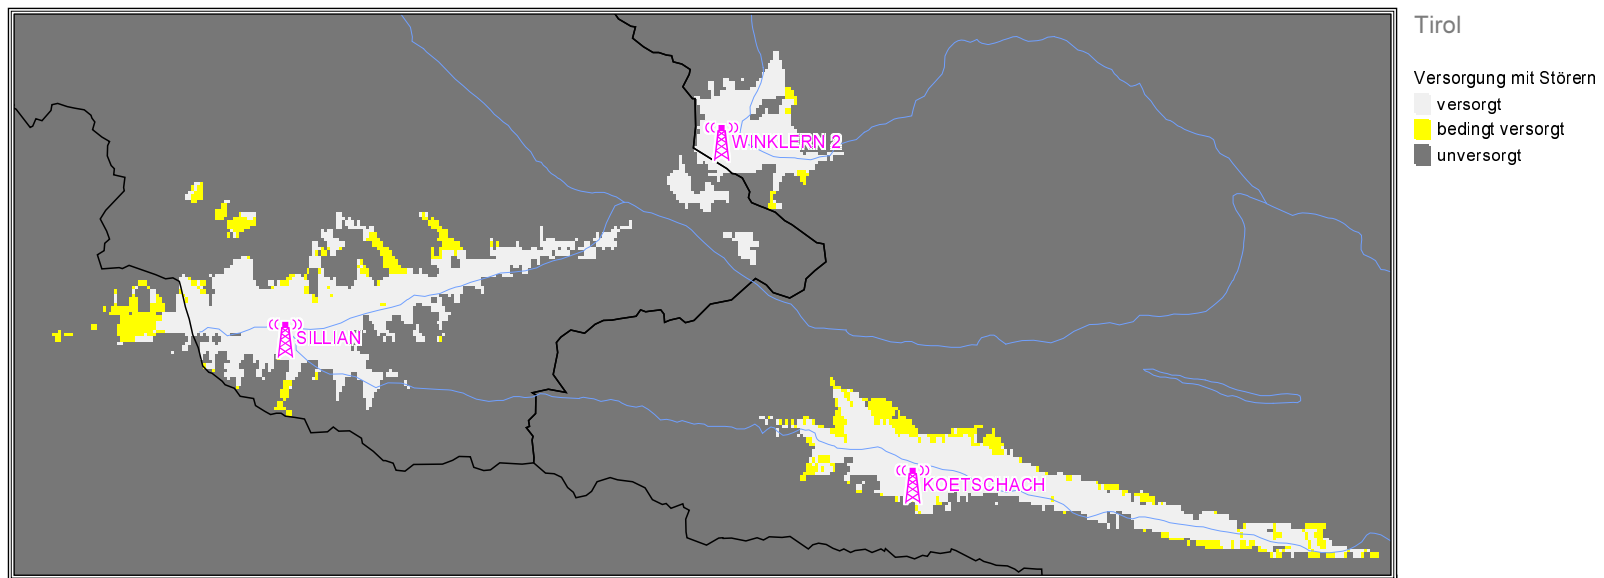 Tirol
Versorgung mit Störern
versorgt
bedingt versorgt
unversorgt
WINKLERN 2
SILLIAN
KOETSCHACH